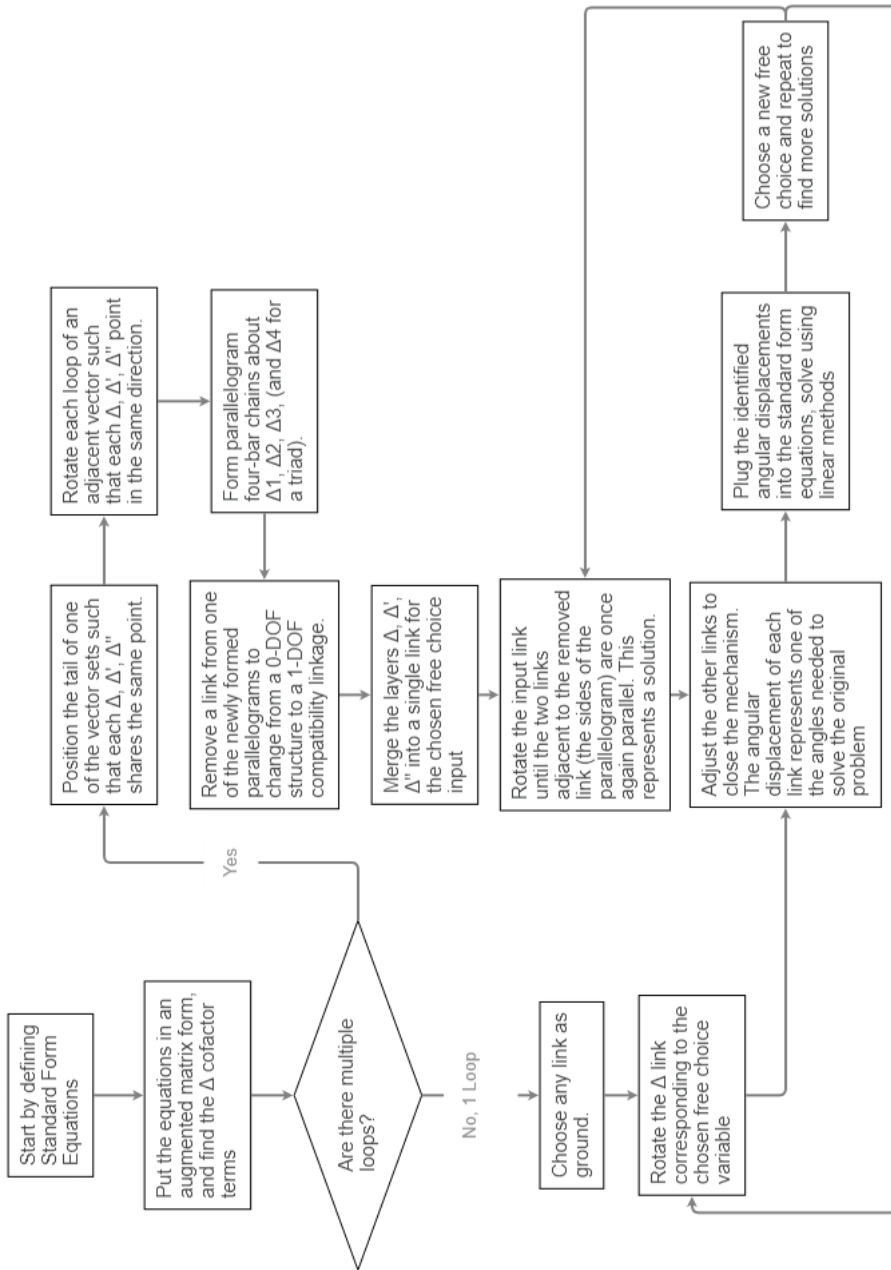 Start by defining
Standard Form
Equations
Put the equations in an
augmented matrix form,
and find the Δ cofactor
terms
Are there multiple
loops?
Yes
No, 1 Loop
Position the tail of one
of the vector sets such
that each Δ, Δ', Δ''
shares the same point.
Rotate each loop of an
adjacent vector such
that each Δ, Δ', Δ'' point
in the same direction.
Form parallelogram
four-bar chains about
Δ1, Δ2, Δ3, (and Δ4 for
a triad).
Remove a link from one
of the newly formed
parallelograms to
change from a 0-DOF
structure to a 1-DOF
compatibility linkage.
Merge the layers Δ, Δ',
Δ'' into a single link for
the chosen free choice
input
Rotate the input link
until the two links
adjacent to the removed
link (the sides of the
parallelogram) are once
again parallel. This
represents a solution.
Choose any link as
ground.
Rotate the Δ link
corresponding to the
chosen free choice
variable
Adjust the other links to
close the mechanism.
The angular
displacement of each
link represents one of
the angles needed to
solve the original
problem
Plug the identified
angular displacements
into the standard form
equations, solve using
linear methods
Choose a new free
choice and repeat to
find more solutions